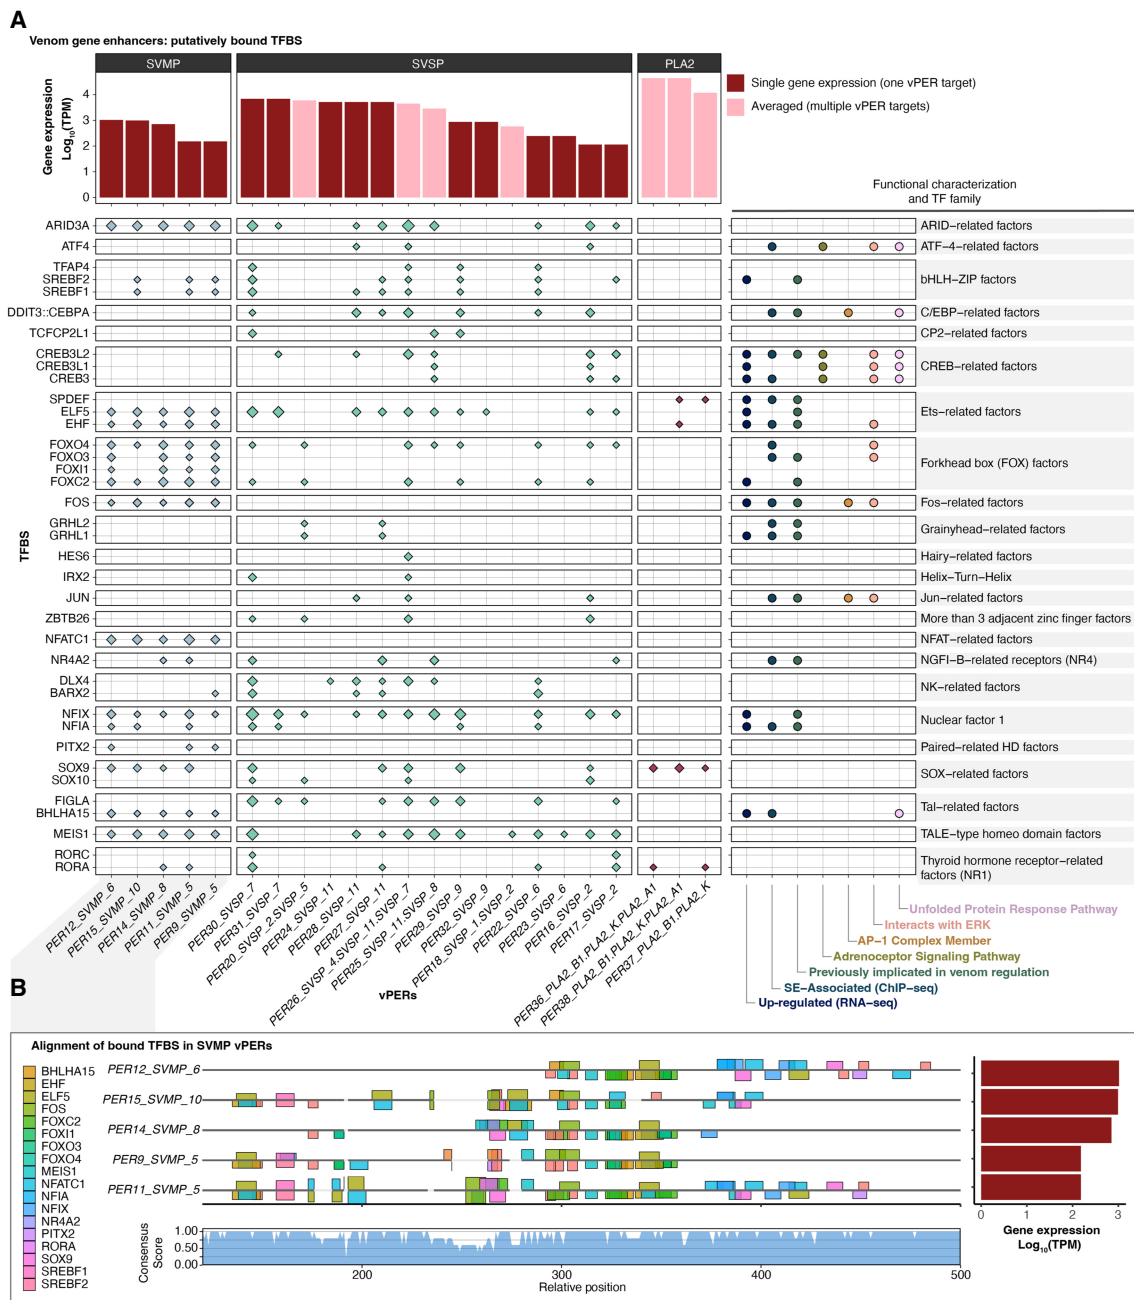 A
Venom gene enhancers: putatively bound TFBS
SVMP
SVSP
PLA2
Gene expression
Log10(TPM)
4
3
2
1
0
Single gene expression (one vPER target)
Averaged (multiple vPER targets)
Functional characterization
and TF family
TFBS
ARID3A
ARID−related factors
ATF4
ATF−4−related factors
TFAP4
SREBF2
SREBF1
bHLH−ZIP factors
DDIT3::CEBPA
C/EBP−related factors
TCFCP2L1
CP2−related factors
CREB3L2
CREB3L1
CREB3
CREB−related factors
SPDEF
ELF5
EHF
Ets−related factors
FOXO4
FOXO3
FOXI1
FOXC2
Forkhead box (FOX) factors
FOS
Fos−related factors
GRHL2
GRHL1
Grainyhead−related factors
HES6
Hairy−related factors
IRX2
Helix−Turn−Helix
JUN
Jun−related factors
ZBTB26
More than 3 adjacent zinc finger factors
NFATC1
NFAT−related factors
NR4A2
NGFI−B−related receptors (NR4)
DLX4
BARX2
NK−related factors
NFIX
NFIA
Nuclear factor 1
PITX2
Paired−related HD factors
SOX9
SOX10
SOX−related factors
FIGLA
BHLHA15
Tal−related factors
MEIS1
TALE−type homeo domain factors
RORC
RORA
Thyroid hormone receptor−related
factors (NR1)
PER12_SVMP_6
PER15_SVMP_10
PER14_SVMP_8
PER11_SVMP_5
PER9_SVMP_5
PER30_SVSP_7
PER31_SVSP_7
PER20_SVSP_2.SVSP_5
PER24_SVSP_11
PER28_SVSP_11
PER27_SVSP_11
PER26_SVSP_4.SVSP_11.SVSP_7
PER25_SVSP_11.SVSP_8
PER29_SVSP_9
PER32_SVSP_9
PER18_SVSP_1.SVSP_2
PER22_SVSP_6
PER23_SVSP_6
PER16_SVSP_2
PER17_SVSP_2
PER36_PLA2_B1.PLA2_K.PLA2_A1
PER38_PLA2_B1.PLA2_K.PLA2_A1
PER37_PLA2_B1.PLA2_K
vPERs
Unfolded Protein Response Pathway
Interacts with ERK
AP−1 Complex Member
Adrenoceptor Signaling Pathway
Previously implicated in venom regulation
SE−Associated (ChIP−seq)
Up−regulated (RNA−seq)
B
Alignment of bound TFBS in SVMP vPERs
BHLHA15
EHF
ELF5
FOS
FOXC2
FOXI1
FOXO3
FOXO4
MEIS1
NFATC1
NFIA
NFIX
NR4A2
PITX2
RORA
SOX9
SREBF1
SREBF2
PER12_SVMP_6
PER15_SVMP_10
PER14_SVMP_8
PER9_SVMP_5
PER11_SVMP_5
Consensus
Score
1.00
0.50
0.00
200
300
400
500
Relative position
0
1
2
3
Gene expression
Log10(TPM)